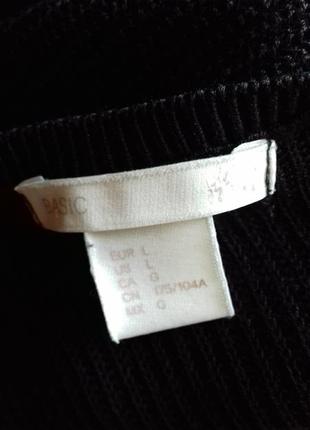 BASIC
EUR L
US L
CA G
CN 175/104A
MX G